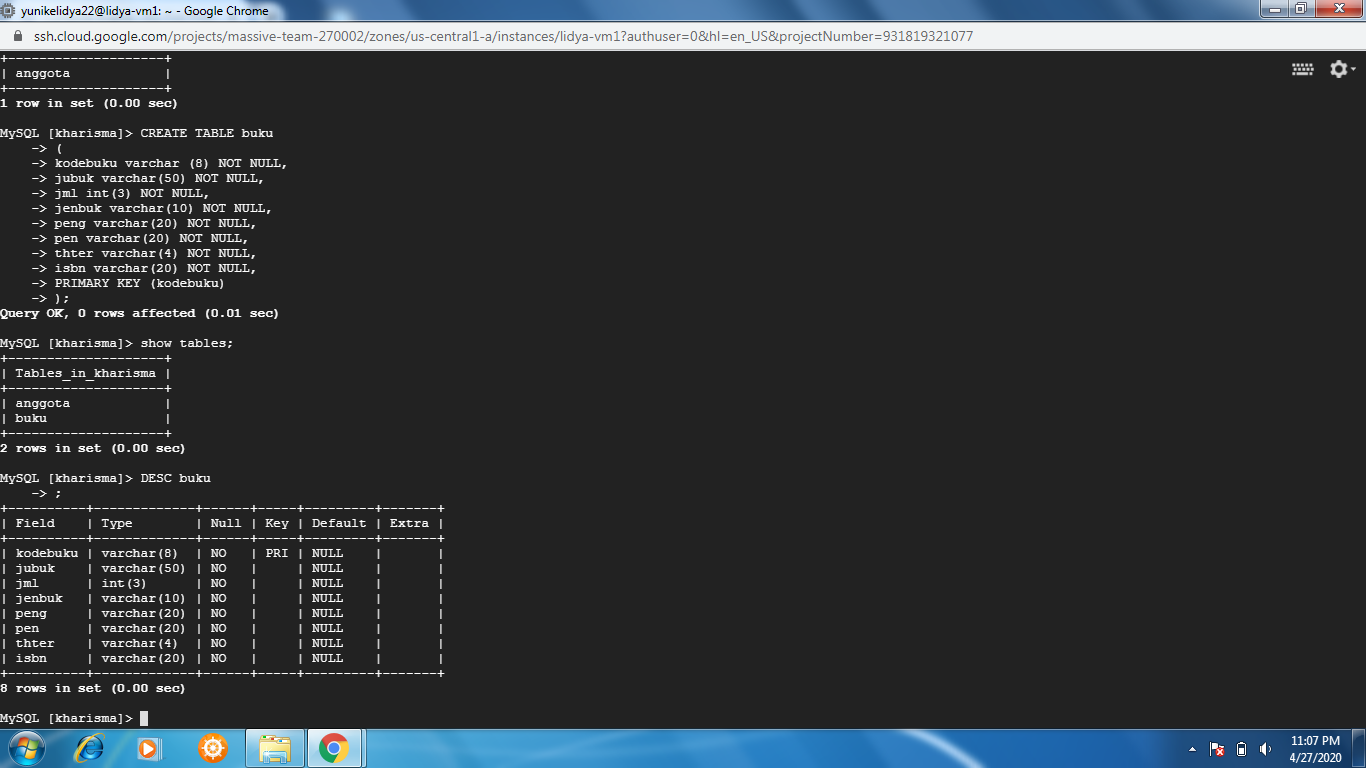 yunikelidya22@lidya-vm1: ~ - Google Chrome
ssh.cloud.google.com/projects/massive-team-270002/zones/us-central1-a/instances/lidya-vm1?authuser=0&hl=en_US&projectNumber=931819321077
+--------------------+
| anggota            |
+--------------------+
1 row in set (0.00 sec)
MySQL [kharisma]> CREATE TABLE buku
    -> (
    -> kodebuku varchar (8) NOT NULL,
    -> jubuk varchar(50) NOT NULL,
    -> jml int(3) NOT NULL,
    -> jenbuk varchar(10) NOT NULL,
    -> peng varchar(20) NOT NULL,
    -> pen varchar(20) NOT NULL,
    -> thter varchar(4) NOT NULL,
    -> isbn varchar(20) NOT NULL,
    -> PRIMARY KEY (kodebuku)
    -> );
Query OK, 0 rows affected (0.01 sec)
MySQL [kharisma]> show tables;
+--------------------+
| Tables_in_kharisma |
+--------------------+
| anggota            |
| buku               |
+--------------------+
2 rows in set (0.00 sec)
MySQL [kharisma]> DESC buku
    -> ;
+----------+-------------+------+-----+---------+-------+
| Field    | Type        | Null | Key | Default | Extra |
+----------+-------------+------+-----+---------+-------+
| kodebuku | varchar(8)  | NO   | PRI | NULL    |       |
| jubuk    | varchar(50) | NO   |     | NULL    |       |
| jml      | int(3)      | NO   |     | NULL    |       |
| jenbuk   | varchar(10) | NO   |     | NULL    |       |
| peng     | varchar(20) | NO   |     | NULL    |       |
| pen      | varchar(20) | NO   |     | NULL    |       |
| thter    | varchar(4)  | NO   |     | NULL    |       |
| isbn     | varchar(20) | NO   |     | NULL    |       |
+----------+-------------+------+-----+---------+-------+
8 rows in set (0.00 sec)
MySQL [kharisma]>
11:07 PM
4/27/2020